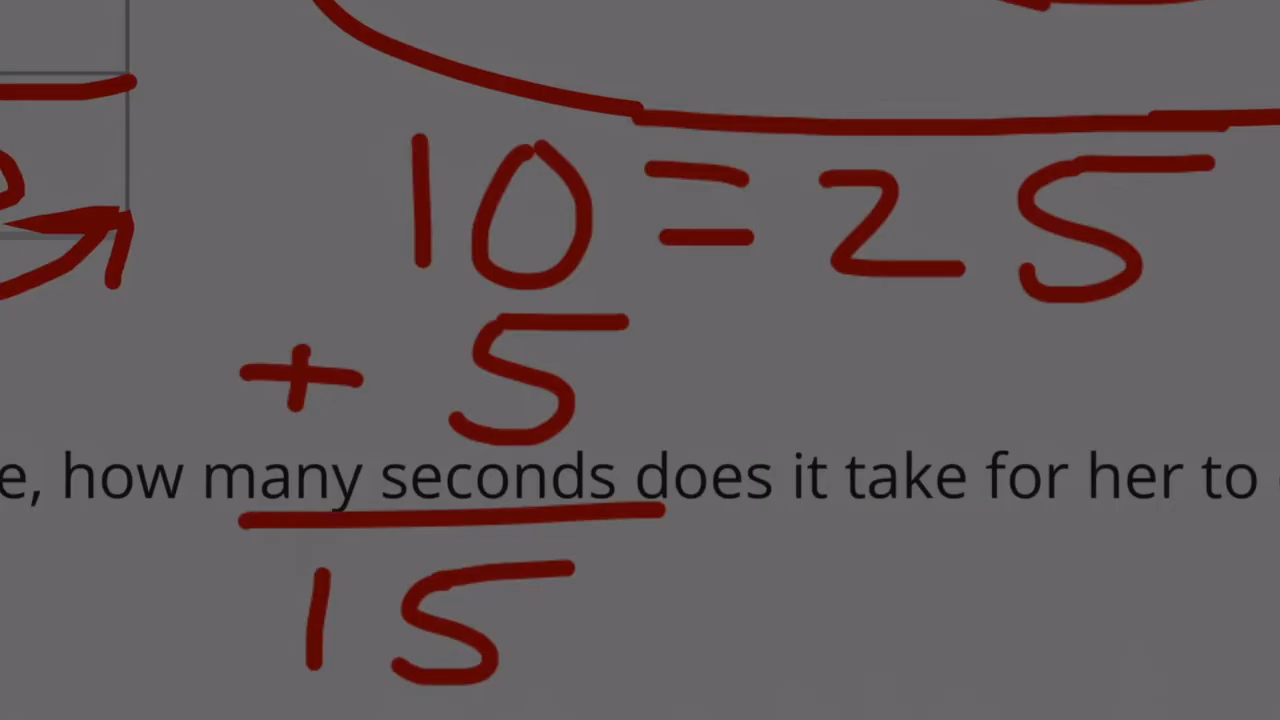 10 = 25
+ 5
e, how many seconds does it take for her to
15